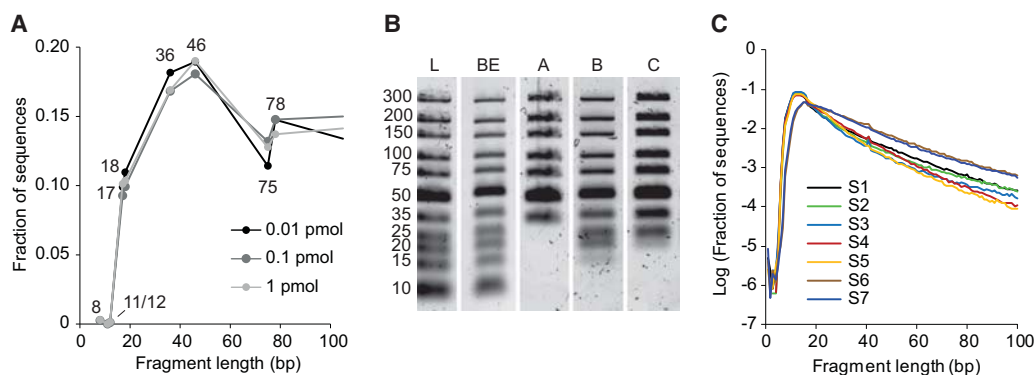 A
Fraction of sequences
0.20
0.15
0.10
0.05
0
36
46
78
18
17
75
8
11/12
0.01 pmol
0.1 pmol
1 pmol
0 20 40 60 80 100
Fragment length (bp)
B
L BE A B C
300
200
150
100
75
50
35
25
20
15
10
C
Log (Fraction of sequences)
0
-1
-2
-3
-4
-5
-6
-7
S1
S2
S3
S4
S5
S6
S7
0 20 40 60 80 100
Fragment length (bp)